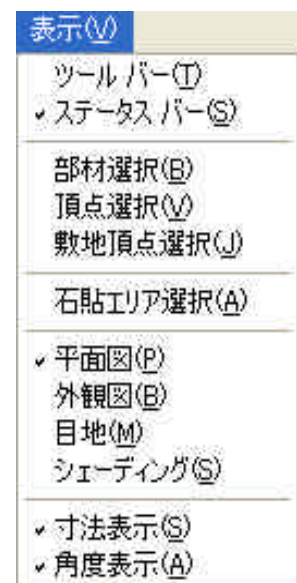 表示(V)
ツール バー(T)
ステータス バー(S)
部材選択(B)
頂点選択(V)
敷地頂点選択(J)
石貼エリア選択(A)
平面図(P)
外観図(B)
目地(M)
シェーディング(S)
寸法表示(S)
角度表示(A)